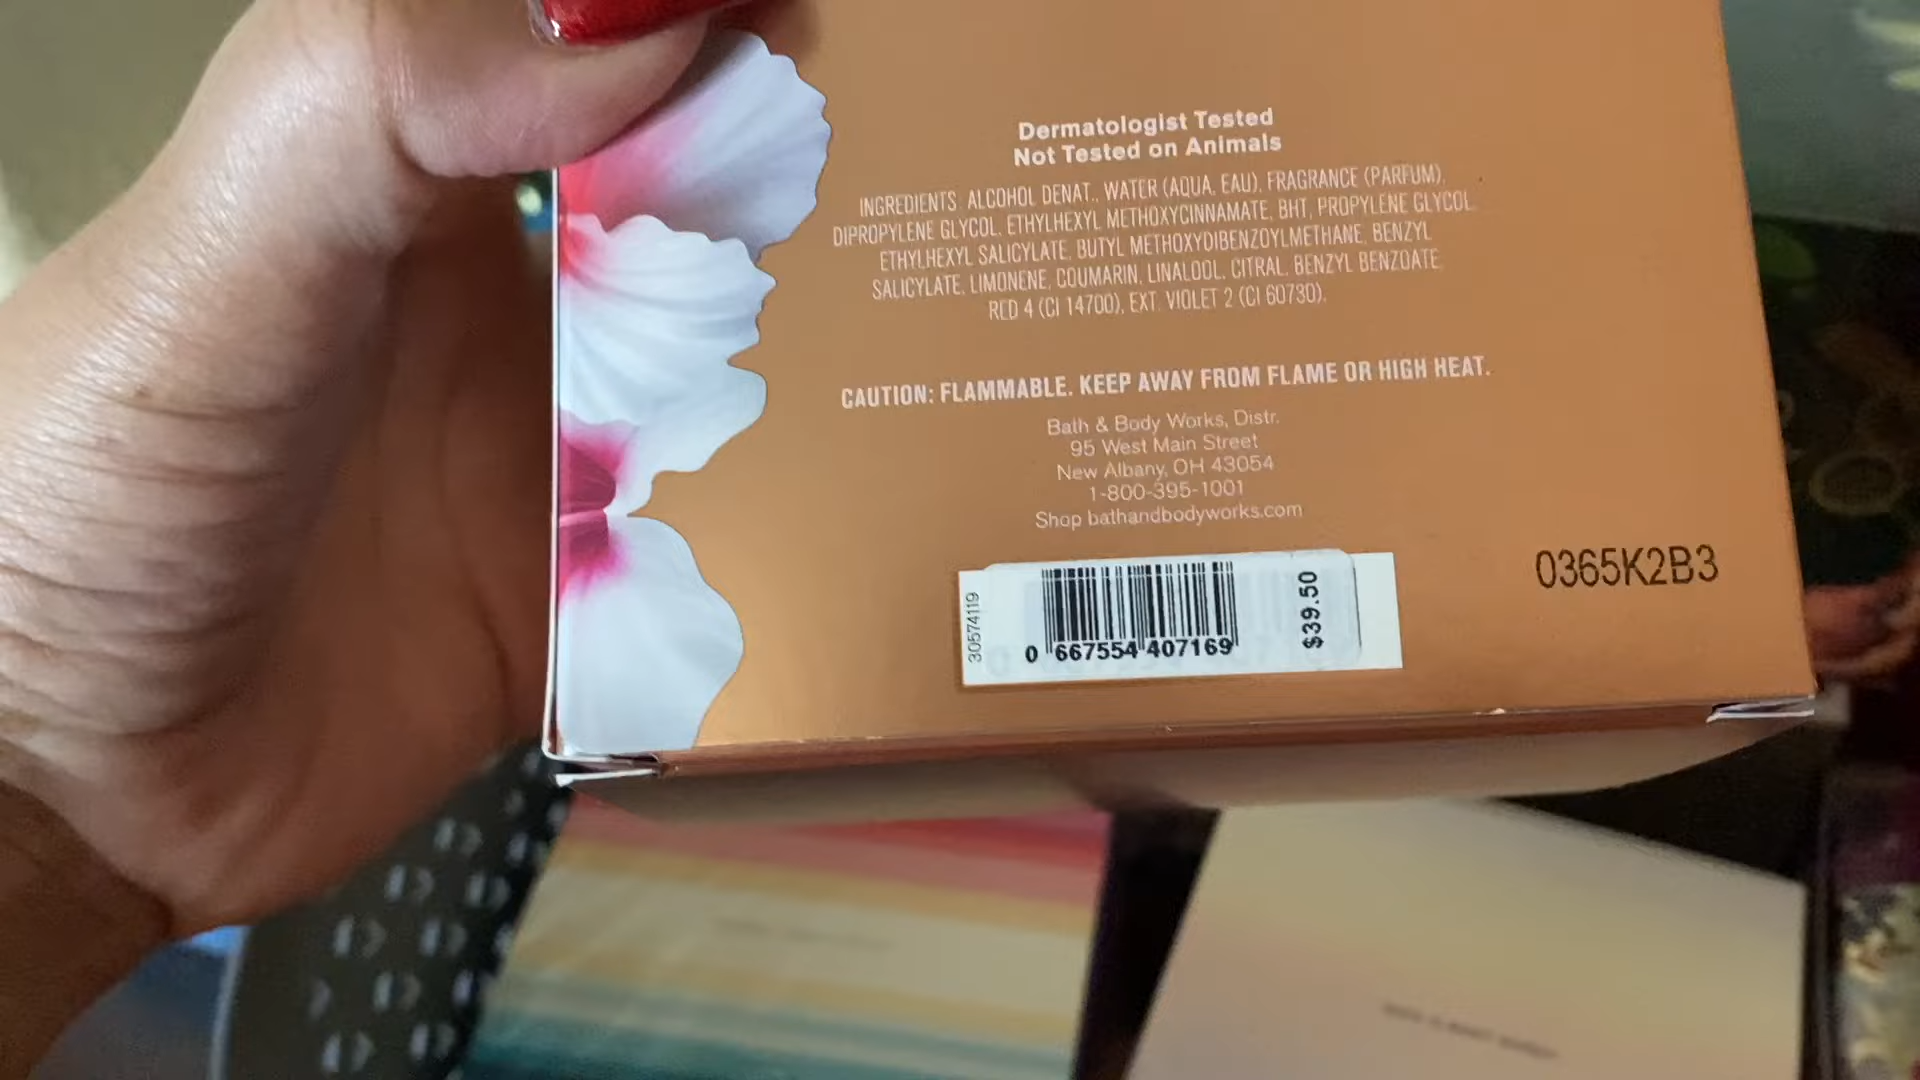 Dermatologist Tested
Not Tested on Animals
INGREDIENTS: ALCOHOL DENAT., WATER (AQUA, EAU), FRAGRANCE (PARFUM),
DIPROPYLENE GLYCOL, ETHYLHEXYL METHOXYCINNAMATE, BHT, PROPYLENE GLYCOL,
ETHYLHEXYL SALICYLATE, BUTYL METHOXYDIBENZOYLMETHANE, BENZYL
SALICYLATE, LIMONENE, COUMARIN, LINALOOL, CITRAL, BENZYL BENZOATE,
RED 4 (CI 14700), EXT. VIOLET 2 (CI 60730).
CAUTION: FLAMMABLE. KEEP AWAY FROM FLAME OR HIGH HEAT.
Bath & Body Works, Distr.
95 West Main Street
New Albany, OH 43054
1-800-395-1001
Shop bathandbodyworks.com
0365K2B3
30574119
0 667554 407169
$39.50